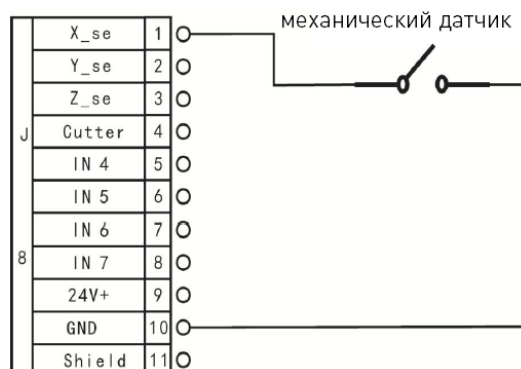 механический датчик
J8
X_se 1
Y_se 2
Z_se 3
Cutter 4
IN 4 5
IN 5 6
IN 6 7
IN 7 8
24V+ 9
GND 10
Shield 11